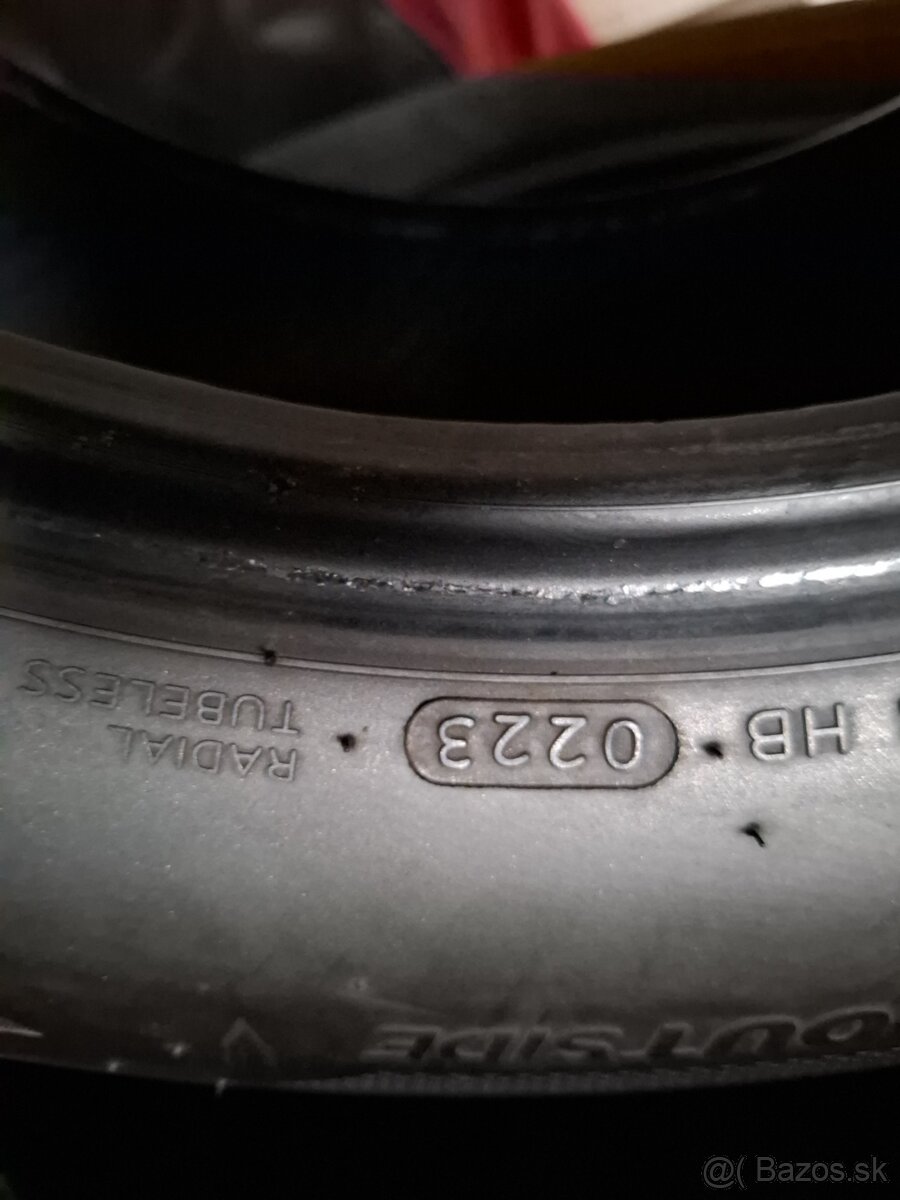 HB 0223 RADIAL
TUBELESS
OUTSIDE
@( Bazos.sk